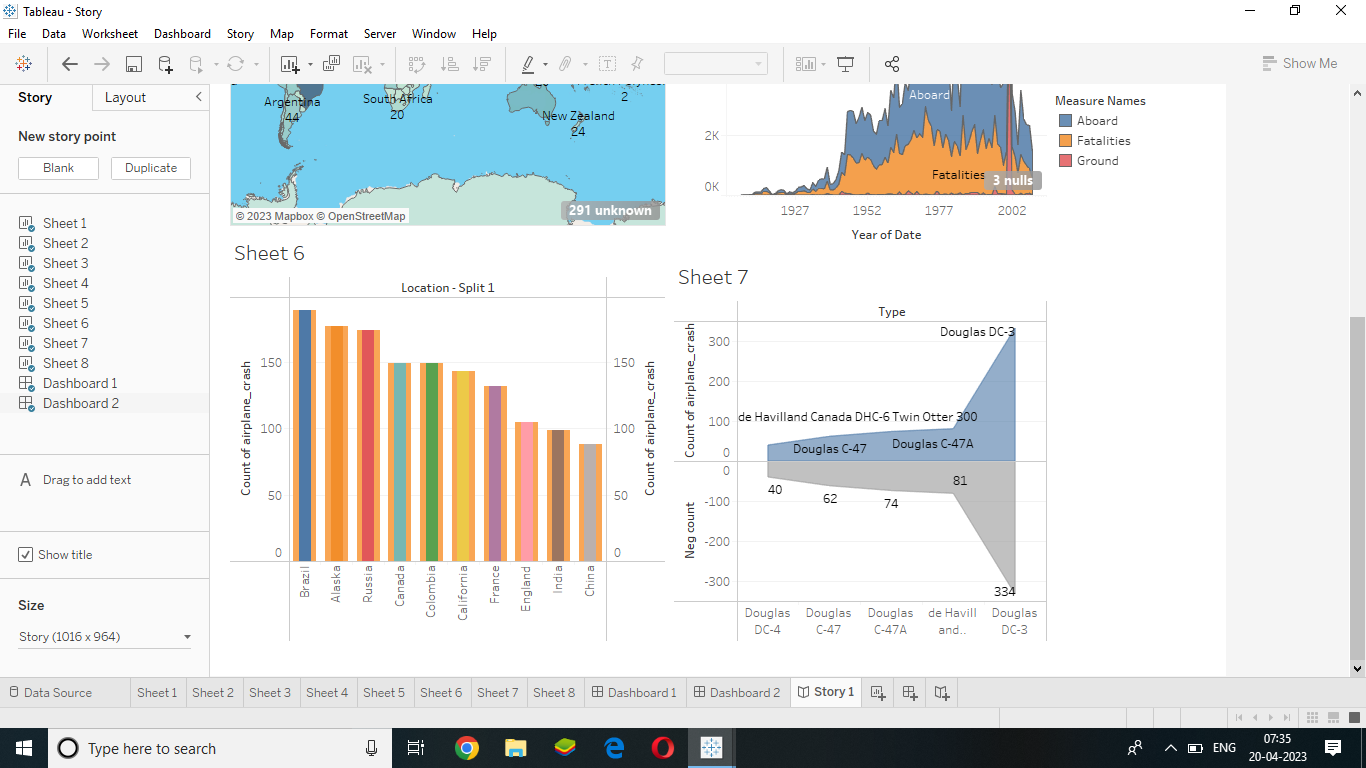 Tableau - Story
File Data Worksheet Dashboard Story Map Format Server Window Help
Show Me
Story Layout
New story point
Blank Duplicate
Sheet 1
Sheet 2
Sheet 3
Sheet 4
Sheet 5
Sheet 6
Sheet 7
Sheet 8
Dashboard 1
Dashboard 2
A Drag to add text
Show title
Size
Story (1016 x 964)
Argentina
44
South Africa
20
2
New Zealand
24
© 2023 Mapbox © OpenStreetMap
291 unknown
Aboard
2K
0K
Fatalities
3 nulls
1927 1952 1977 2002
Year of Date
Measure Names
Aboard
Fatalities
Ground
Sheet 6
Location - Split 1
Count of airplane_crash
150
100
50
0
150
100
50
0
Count of airplane_crash
Brazil
Alaska
Russia
Canada
Colombia
California
France
England
India
China
Sheet 7
Type
Count of airplane_crash
300
200
100
0
Douglas DC-3
de Havilland Canada DHC-6 Twin Otter 300
Douglas C-47
Douglas C-47A
Neg count
0
-100
-200
-300
40
62
74
81
334
Douglas DC-4
Douglas C-47
Douglas C-47A
de Havill and..
Douglas DC-3
Data Source Sheet 1 Sheet 2 Sheet 3 Sheet 4 Sheet 5 Sheet 6 Sheet 7 Sheet 8 Dashboard 1 Dashboard 2 Story 1
Type here to search
ENG
07:35
20-04-2023